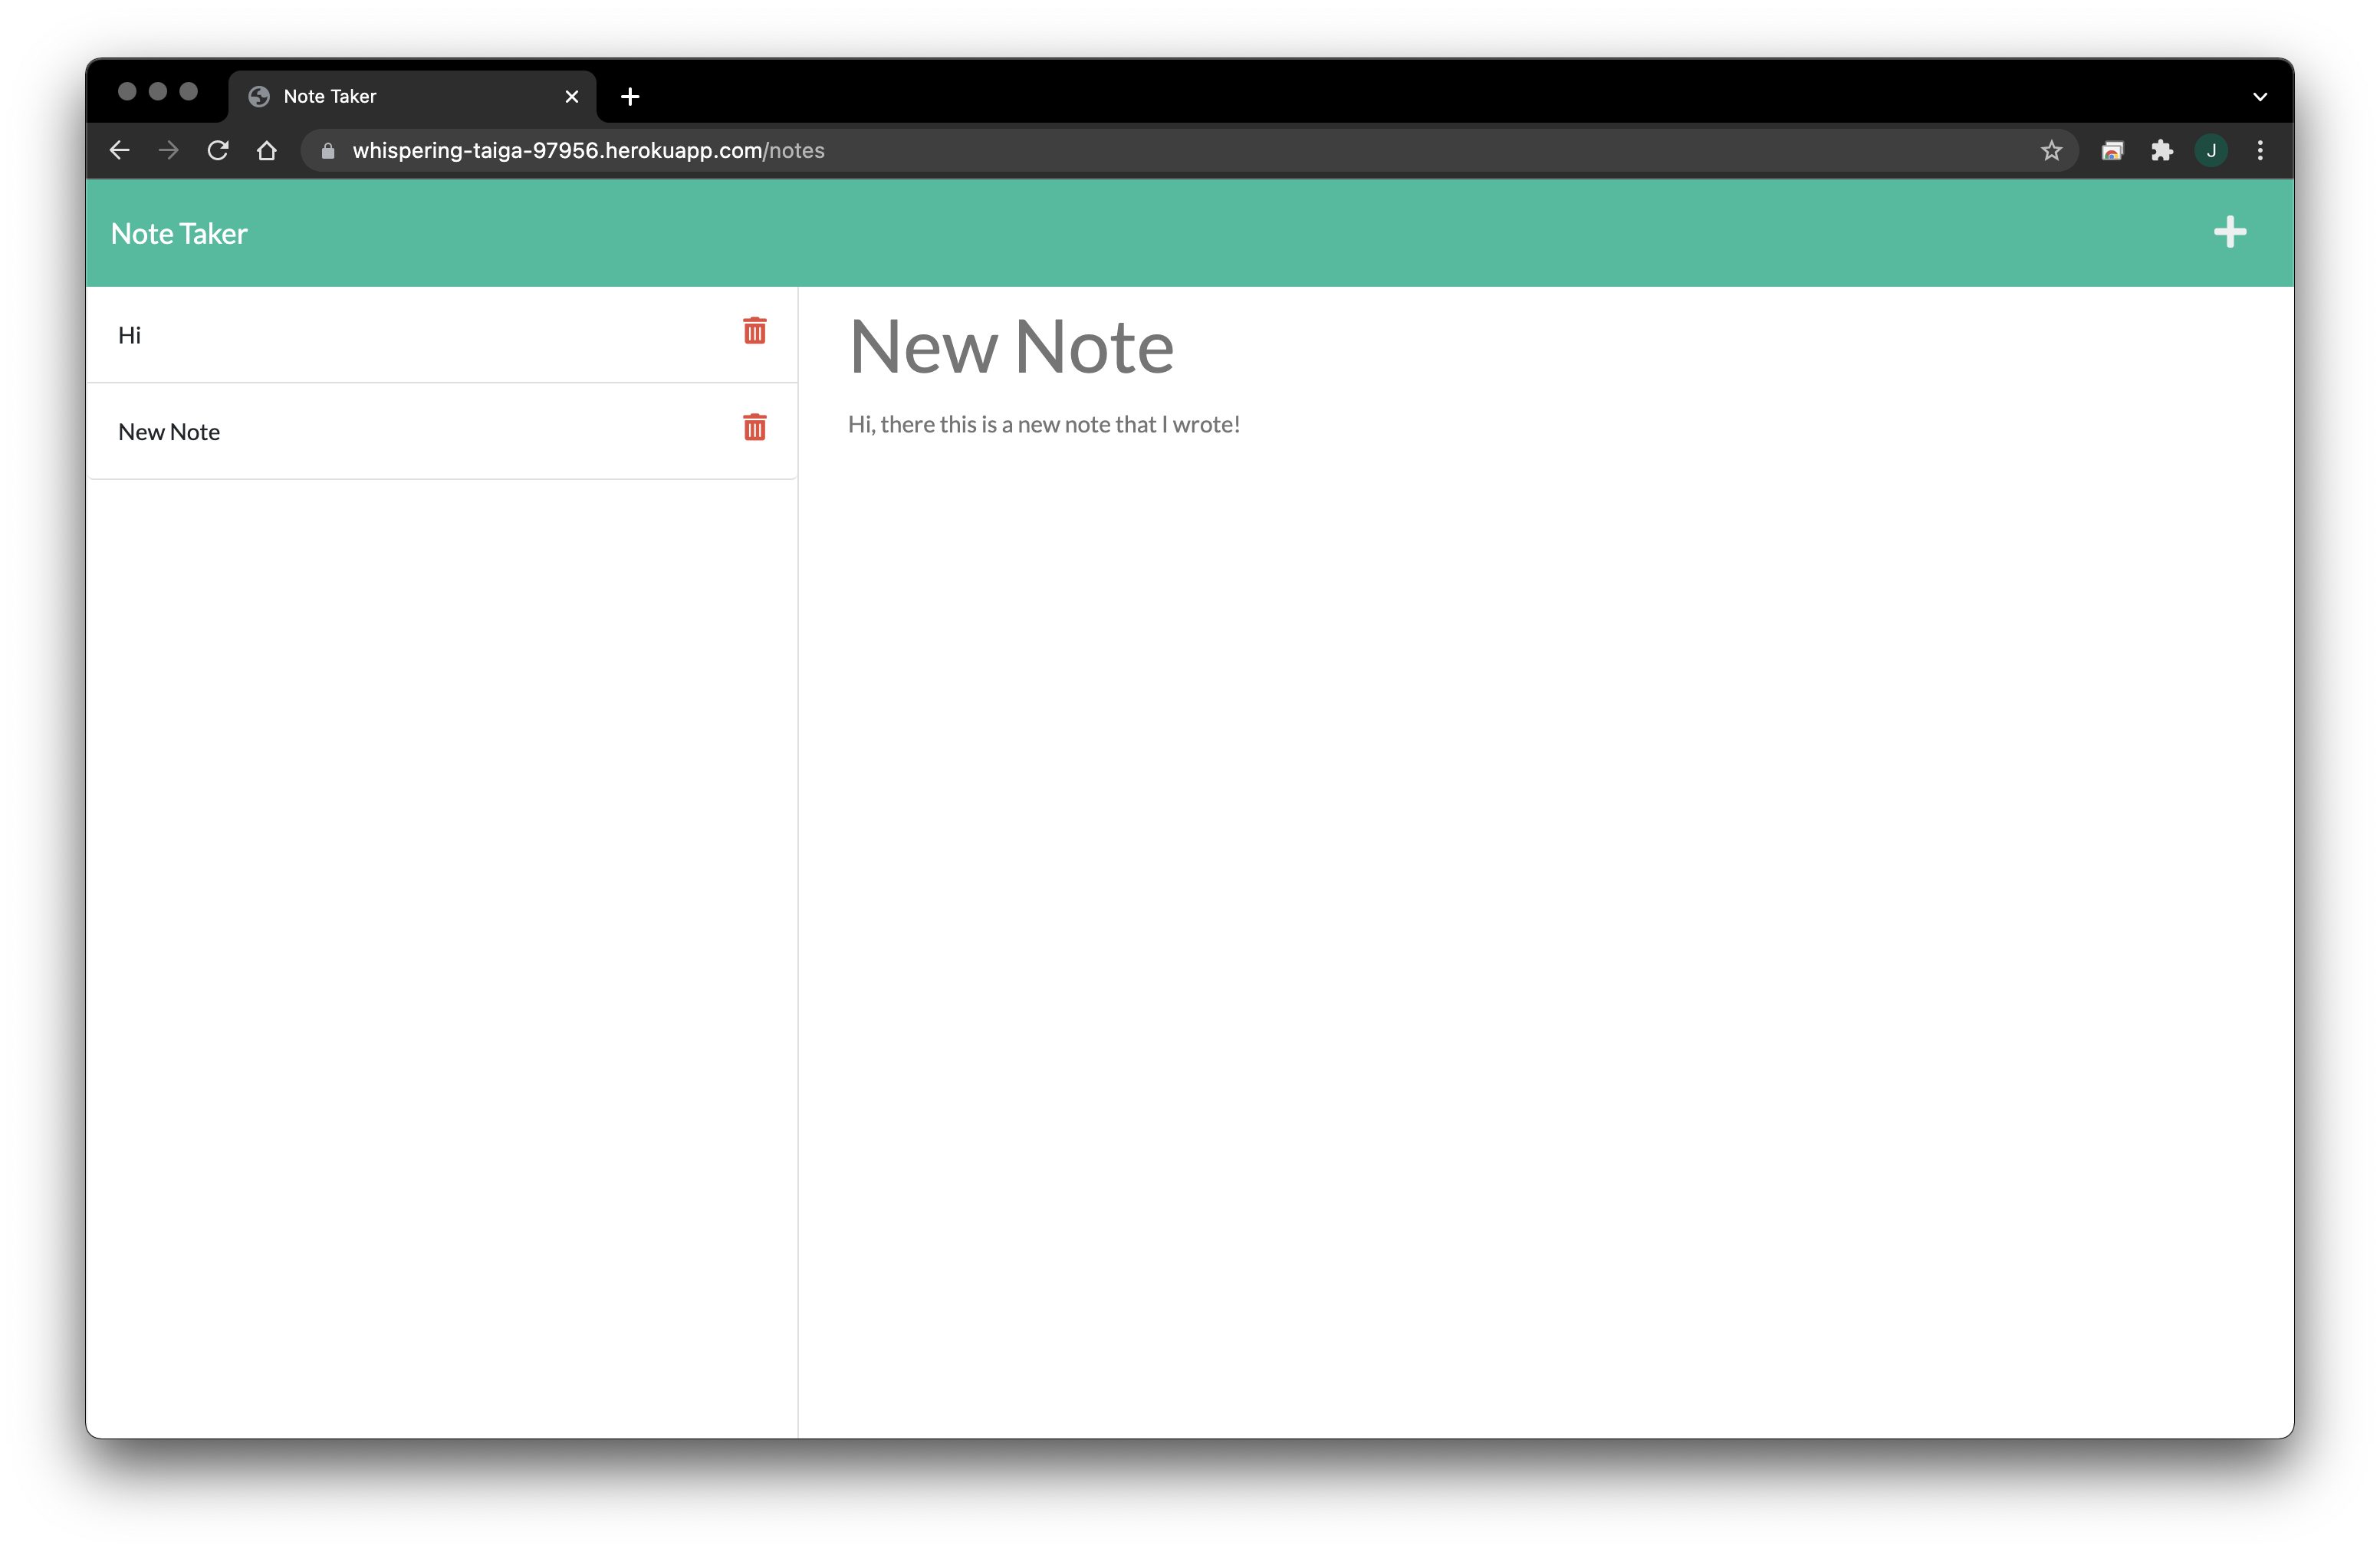 Note Taker
whispering-taiga-97956.herokuapp.com/notes
J
Note Taker
Hi
New Note
New Note
Hi, there this is a new note that I wrote!